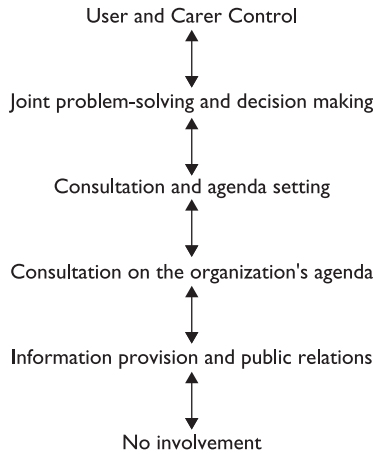 User and Carer Control
Joint problem-solving and decision making
Consultation and agenda setting
Consultation on the organization's agenda
Information provision and public relations
No involvement